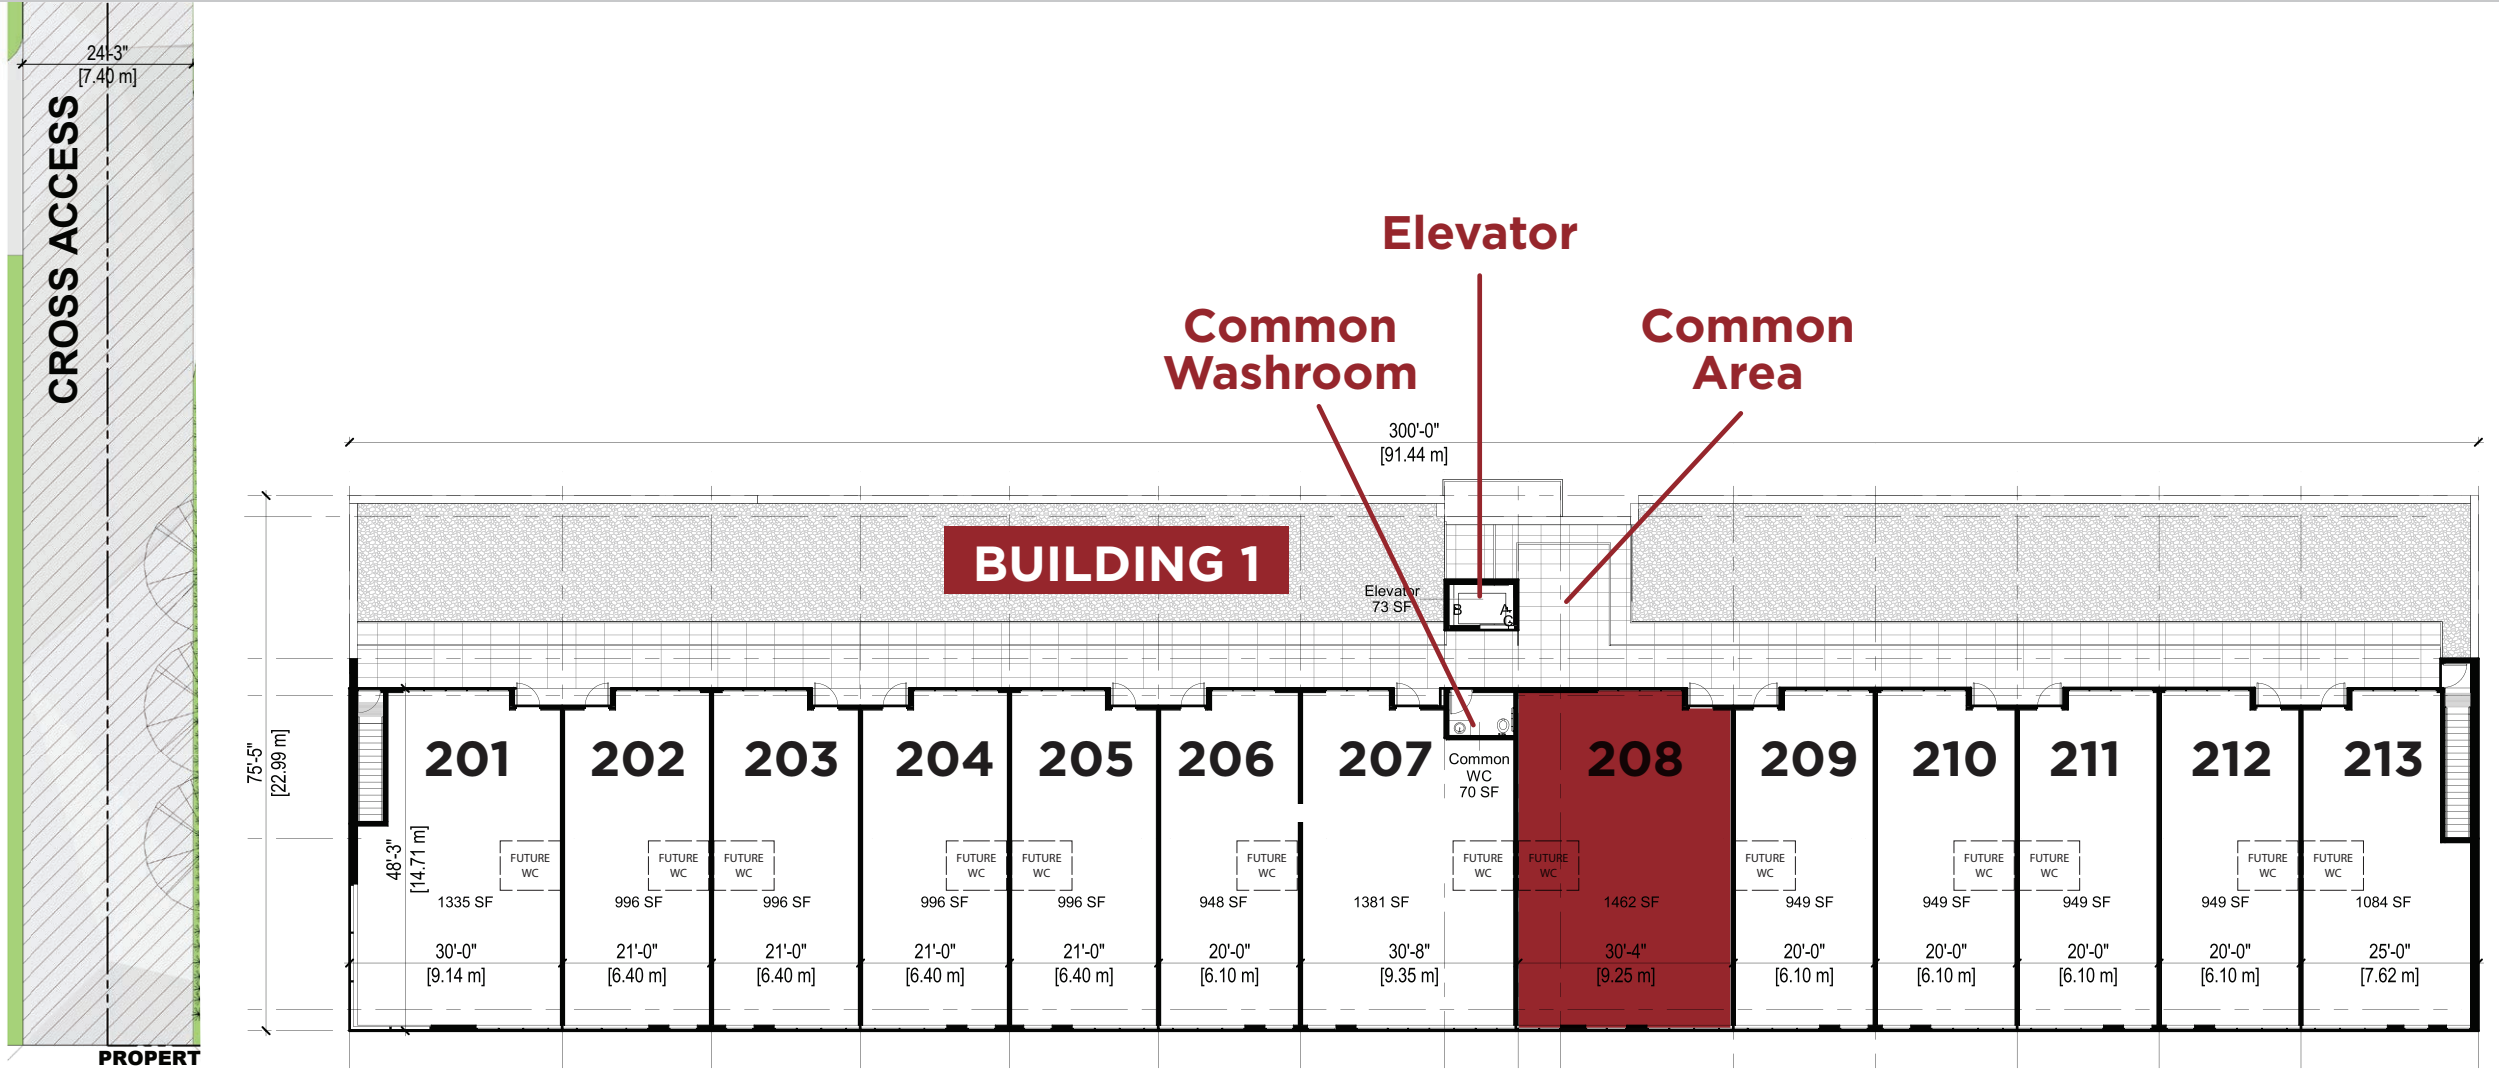 24'-3"
[7.40 m]
CROSS ACCESS
PROPERT
Elevator
Common
Washroom
Common
Area
300'-0"
[91.44 m]
BUILDING 1
Elevator
73 SF
B
A
C
75'-5"
[22.99 m]
48'-3"
[14.71 m]
201
202
203
204
205
206
207
208
209
210
211
212
213
Common
WC
70 SF
FUTURE
WC
FUTURE
WC
FUTURE
WC
FUTURE
WC
FUTURE
WC
FUTURE
WC
FUTURE
WC
FUTURE
WC
FUTURE
WC
FUTURE
WC
FUTURE
WC
FUTURE
WC
FUTURE
WC
1335 SF
996 SF
996 SF
996 SF
996 SF
948 SF
1381 SF
1462 SF
949 SF
949 SF
949 SF
949 SF
1084 SF
30'-0"
[9.14 m]
21'-0"
[6.40 m]
21'-0"
[6.40 m]
21'-0"
[6.40 m]
21'-0"
[6.40 m]
20'-0"
[6.10 m]
30'-8"
[9.35 m]
30'-4"
[9.25 m]
20'-0"
[6.10 m]
20'-0"
[6.10 m]
20'-0"
[6.10 m]
20'-0"
[6.10 m]
25'-0"
[7.62 m]